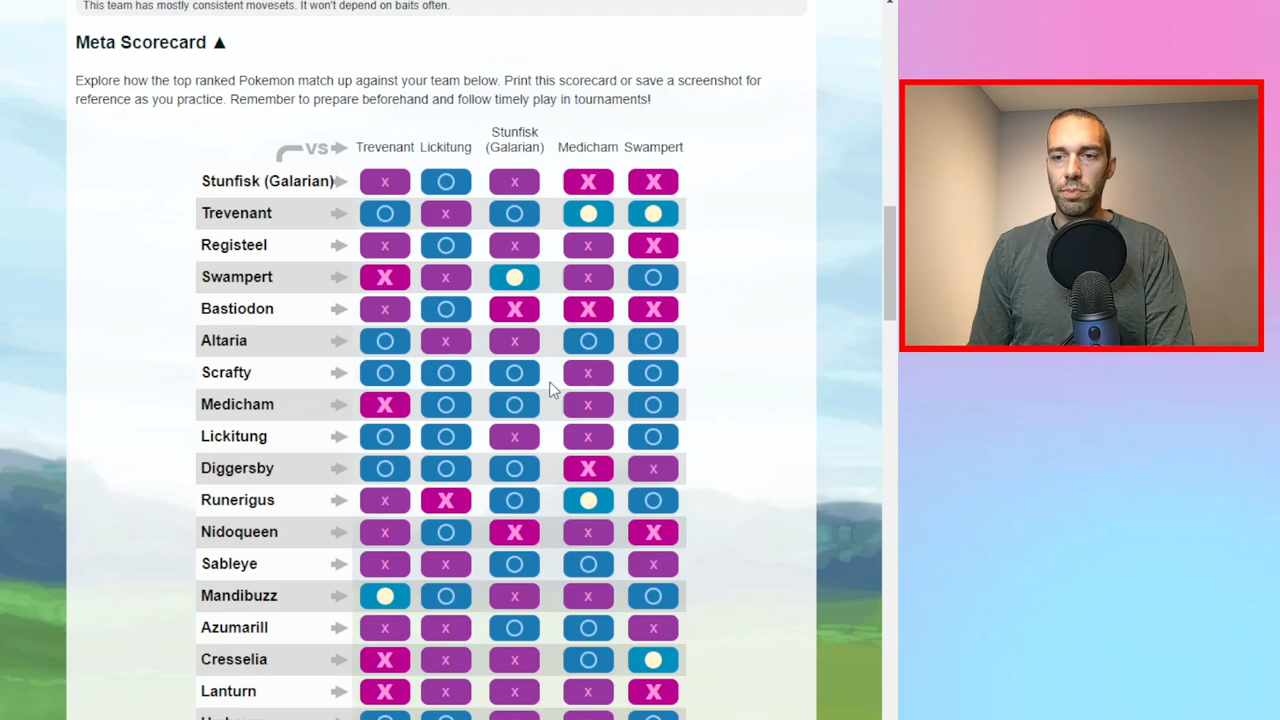 This team has mostly consistent movesets. It won't depend on baits often.
Meta Scorecard ▲
Explore how the top ranked Pokemon match up against your team below. Print this scorecard or save a screenshot for
reference as you practice. Remember to prepare beforehand and follow timely play in tournaments!
VS Trevenant Lickitung Stunfisk (Galarian) Medicham Swampert
Stunfisk (Galarian) x O x X X
Trevenant O x O
Registeel x O x x X
Swampert X x x O
Bastiodon x O X X X
Altaria O x x O O
Scrafty O O O x O
Medicham X O O x O
Lickitung O O x x O
Diggersby O O O X x
Runerigus x X O O
Nidoqueen x O X x X
Sableye x x O O x
Mandibuzz O x x O
Azumarill x x O O x
Cresselia X x x O
Lanturn X x x x X